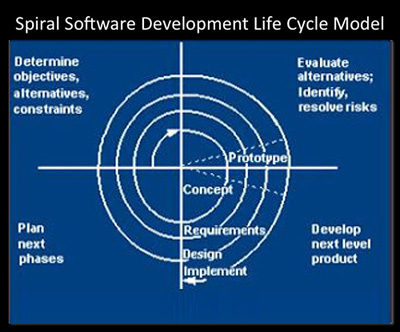 Spiral Software Development Life Cycle Model
Determine
objectives,
alternatives,
constraints
Evaluate
alternatives;
Identify,
resolve risks
Prototype
Concept
Requirements
Design
Implement
Plan
next
phases
Develop
next level
product